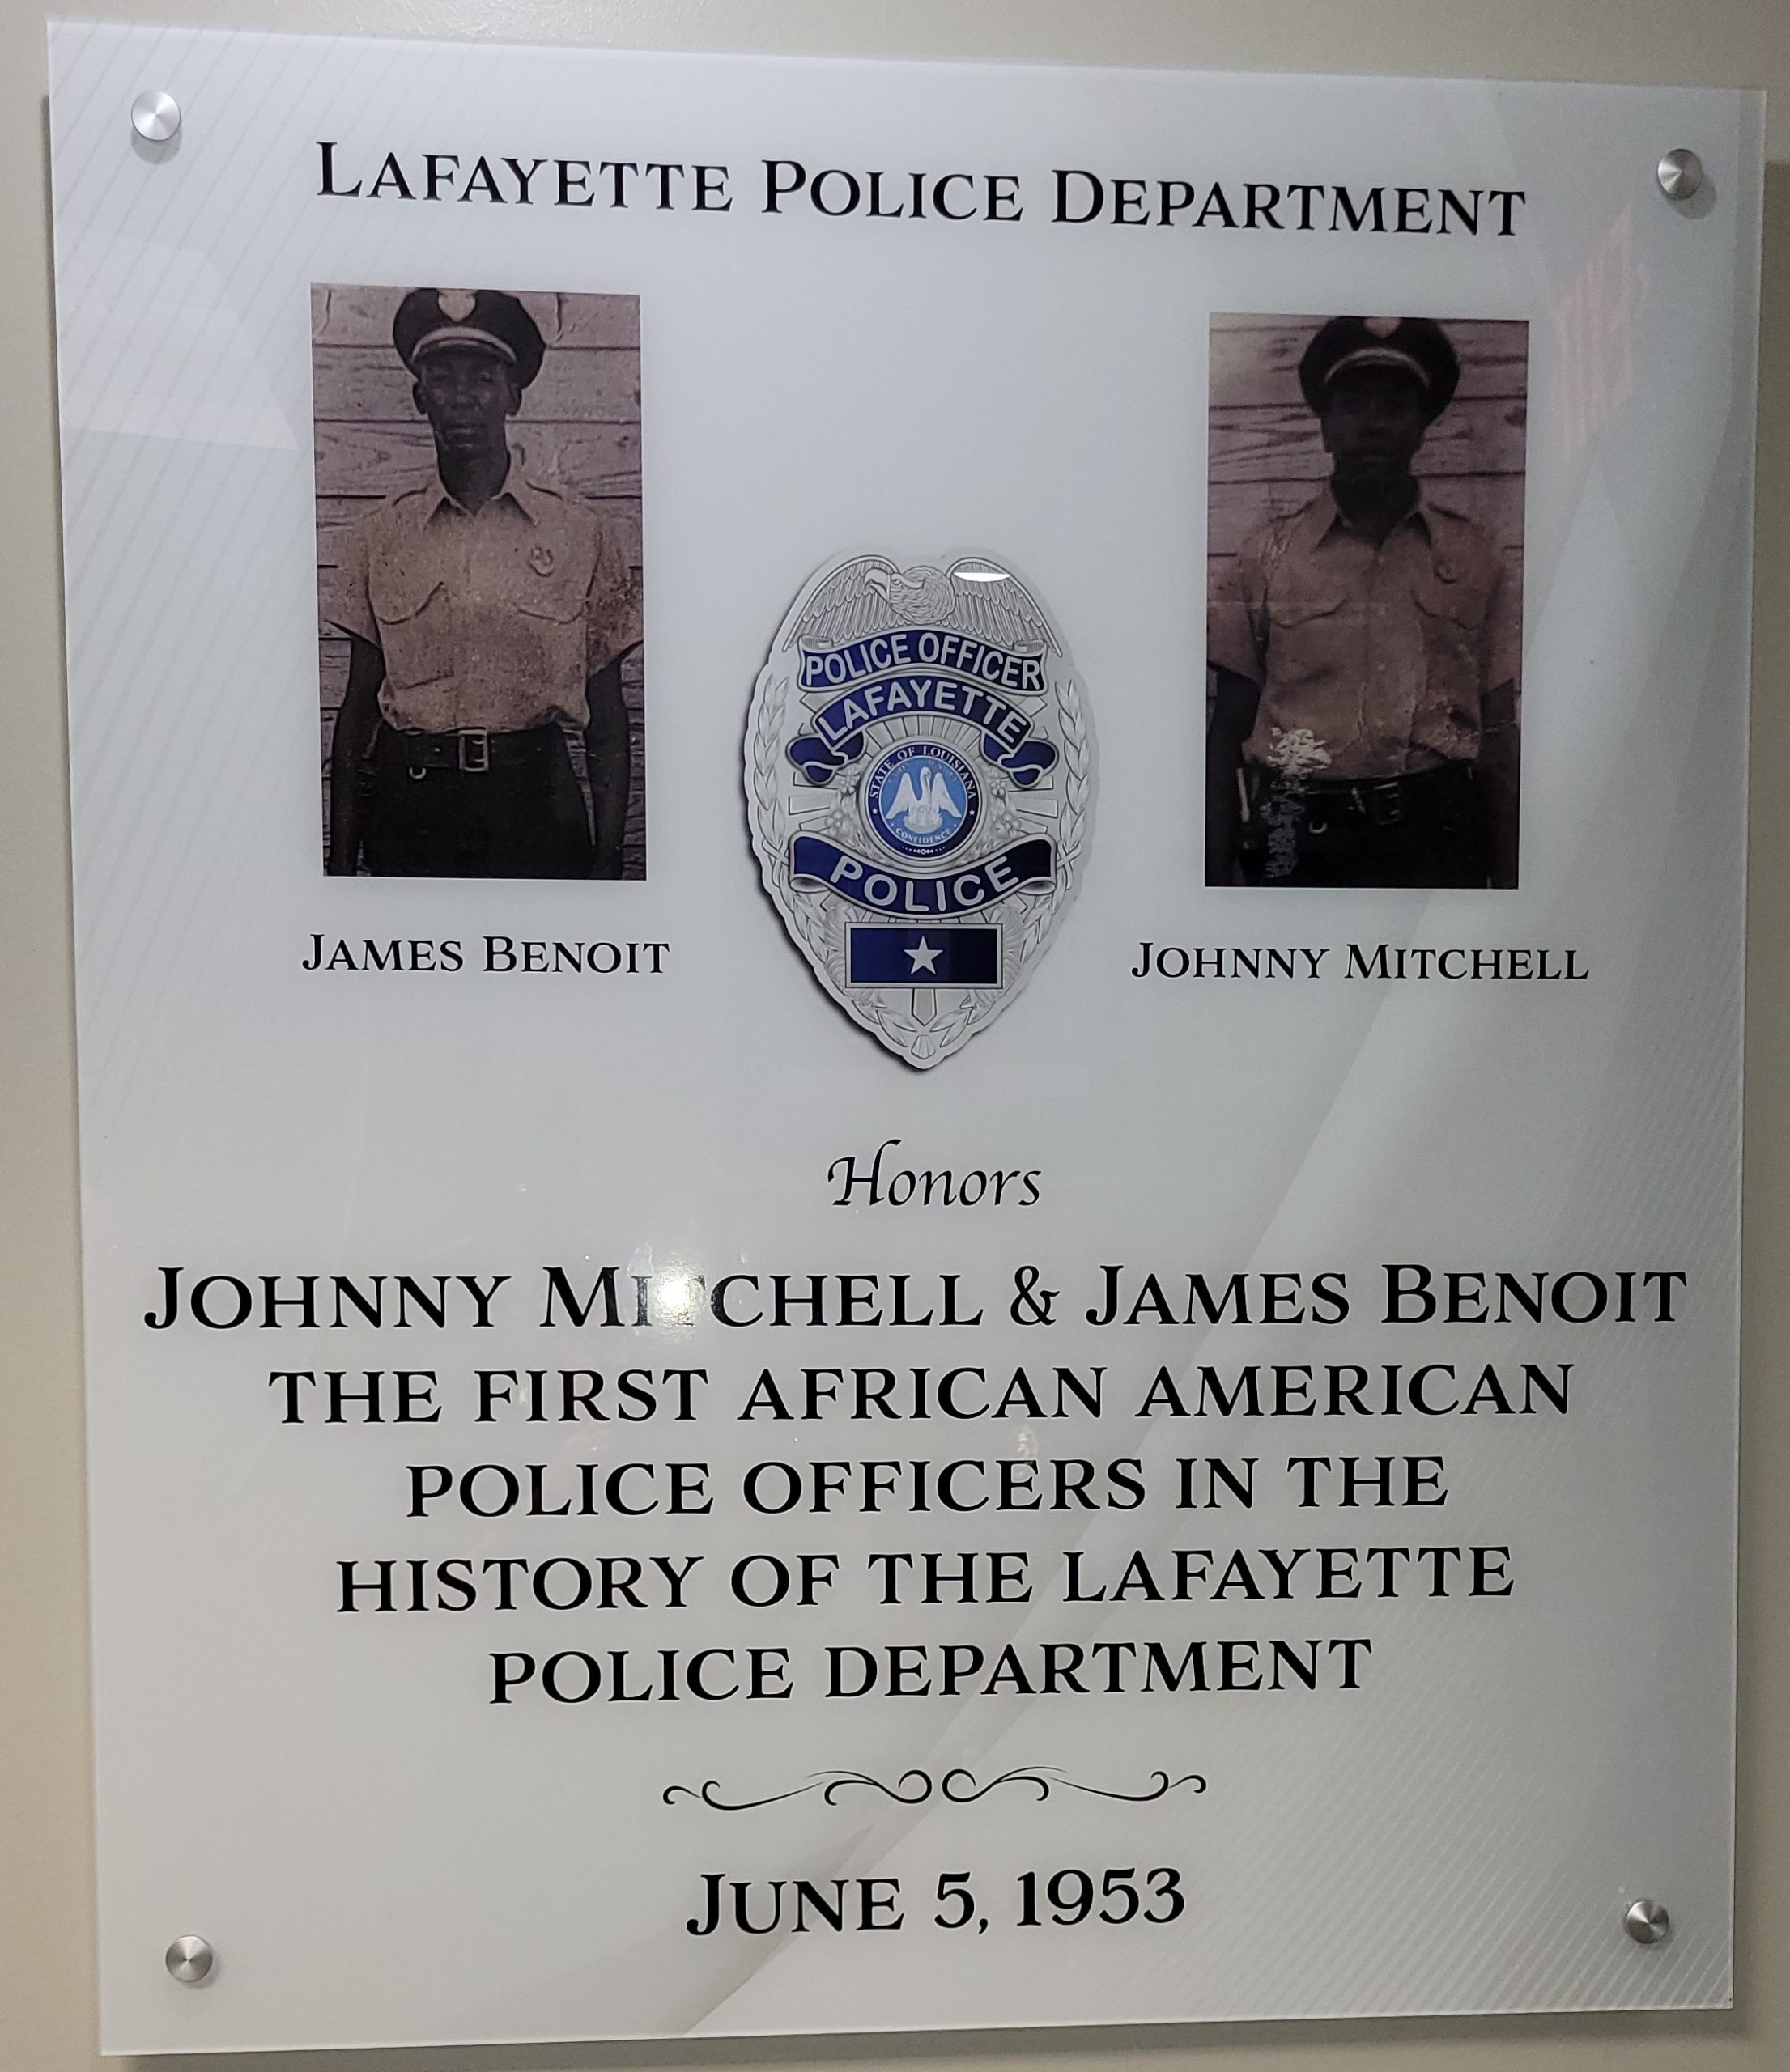 LAFAYETTE POLICE DEPARTMENT
POLICE OFFICER
LAFAYETTE
STATE OF LOUISIANA
CONFIDENCE
POLICE
JAMES BENOIT
JOHNNY MITCHELL
Honors
JOHNNY MITCHELL & JAMES BENOIT
THE FIRST AFRICAN AMERICAN
POLICE OFFICERS IN THE
HISTORY OF THE LAFAYETTE
POLICE DEPARTMENT
JUNE 5, 1953